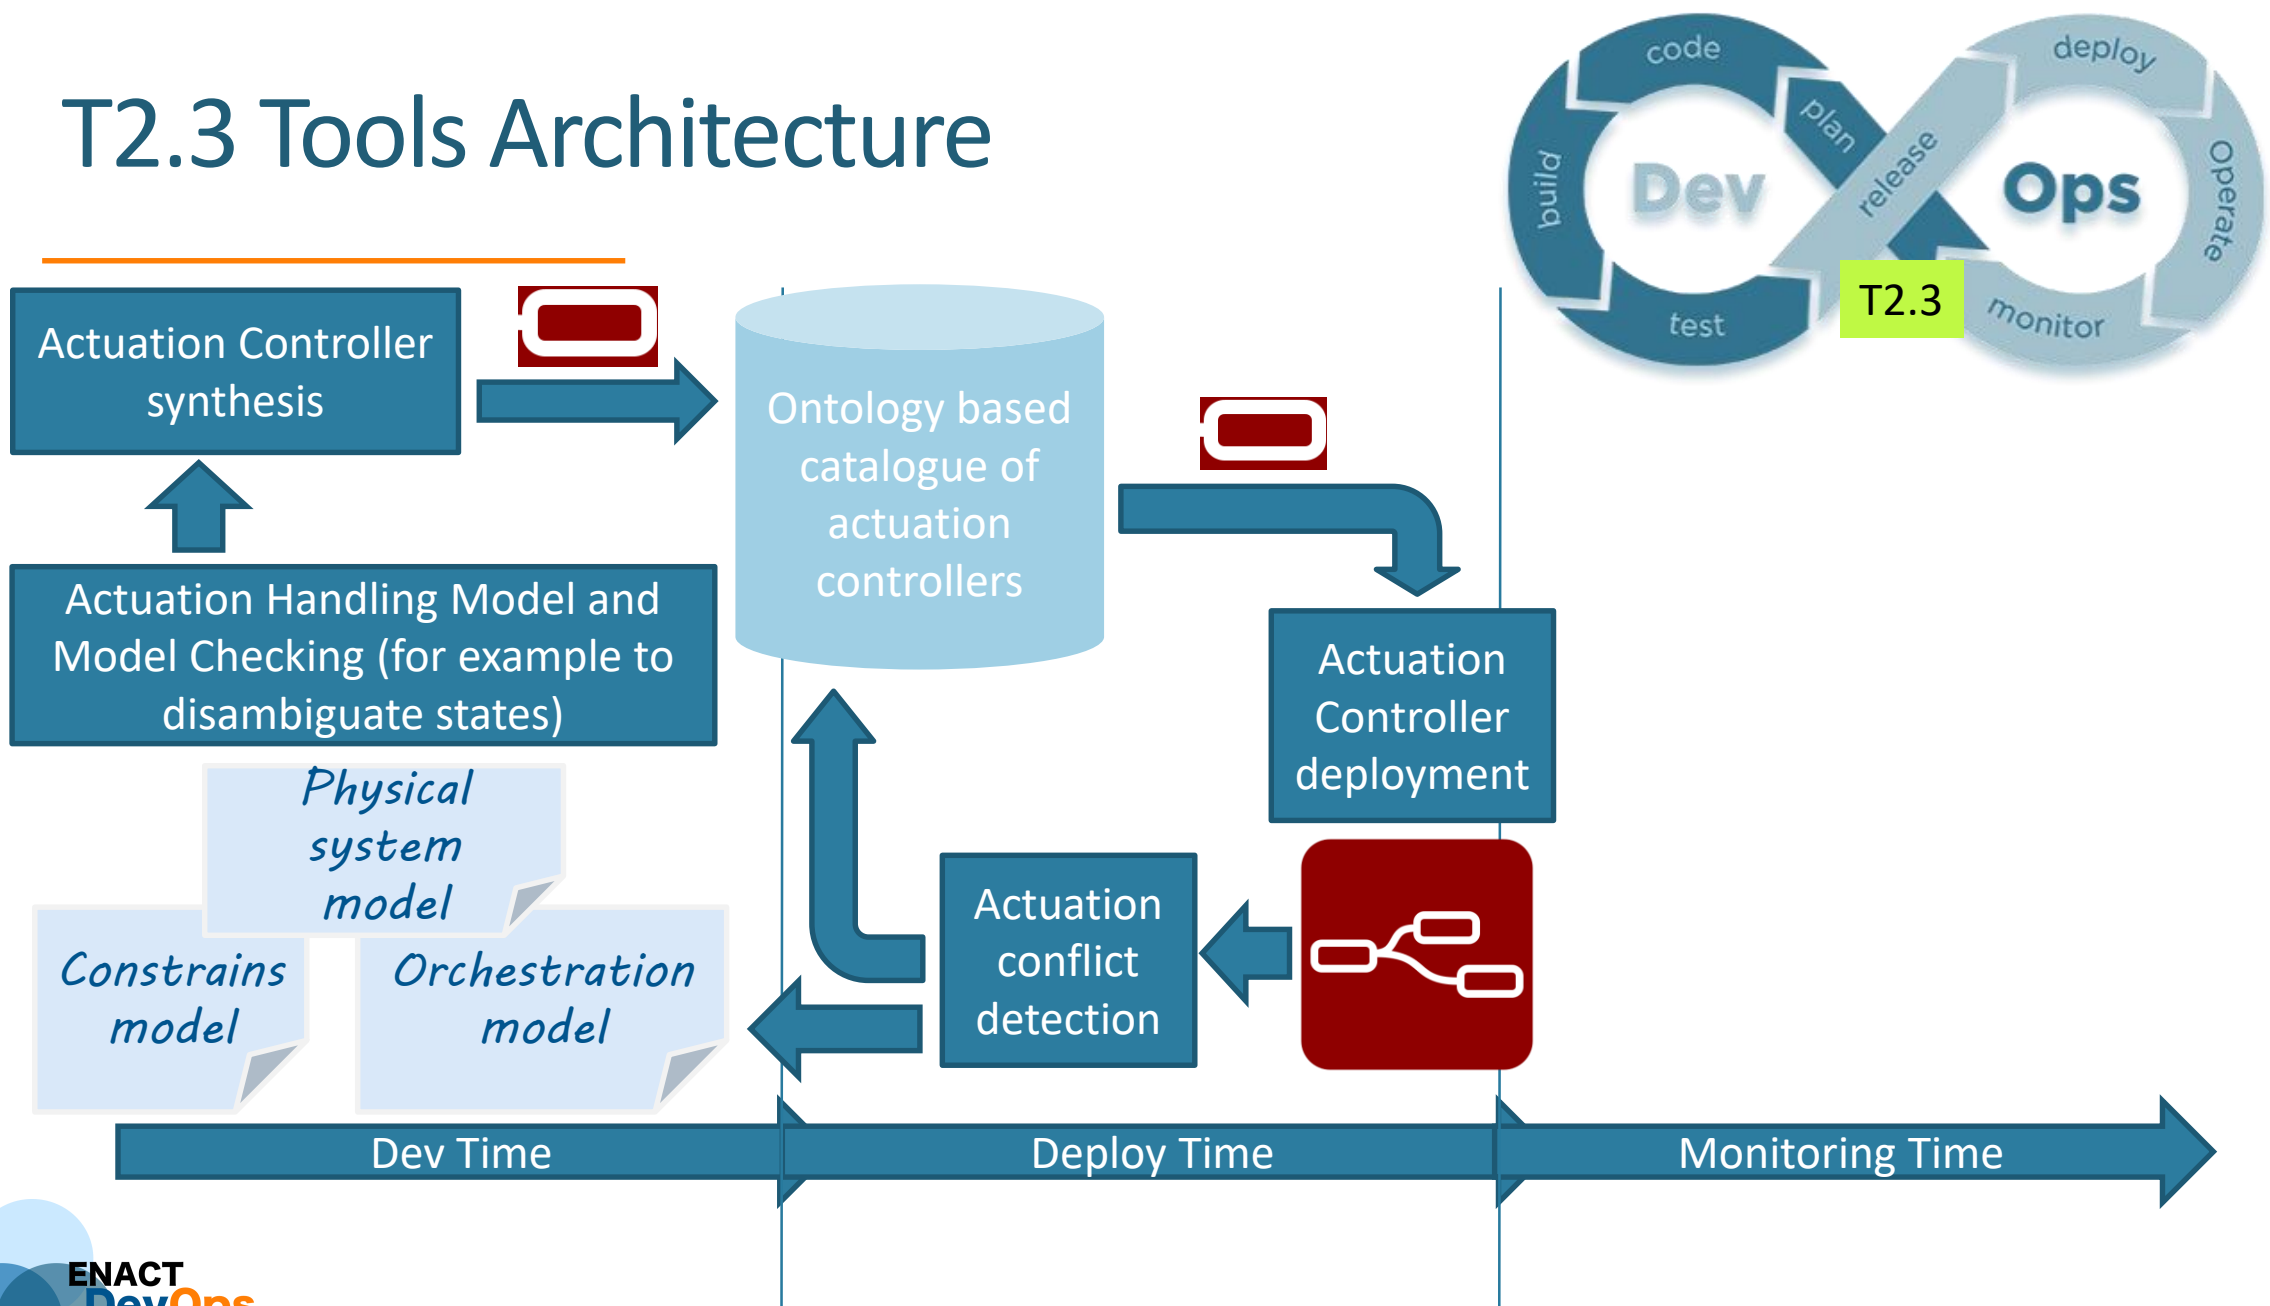 T2.3 Tools Architecture
code
plan
build
Dev
test
release
deploy
Ops
Operate
monitor
T2.3
Actuation Controller
synthesis
Ontology based
catalogue of
actuation
controllers
Actuation Handling Model and
Model Checking (for example to
disambiguate states)
Actuation
Controller
deployment
Physical
system
model
Constrains
model
Orchestration
model
Actuation
conflict
detection
Dev Time
Deploy Time
Monitoring Time
ENACT
DevOps